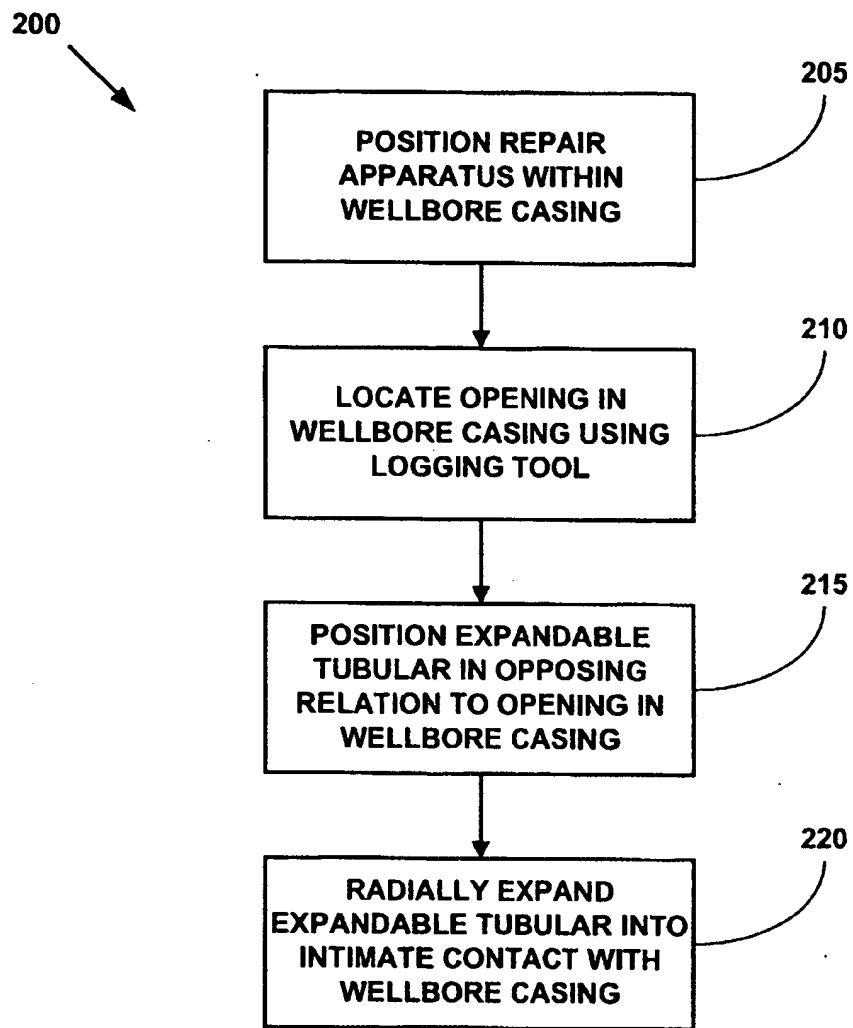 200
205
POSITION REPAIR
APPARATUS WITHIN
WELLBORE CASING
210
LOCATE OPENING IN
WELLBORE CASING USING
LOGGING TOOL
215
POSITION EXPANDABLE
TUBULAR IN OPPOSING
RELATION TO OPENING IN
WELLBORE CASING
220
RADIALLY EXPAND
EXPANDABLE TUBULAR INTO
INTIMATE CONTACT WITH
WELLBORE CASING